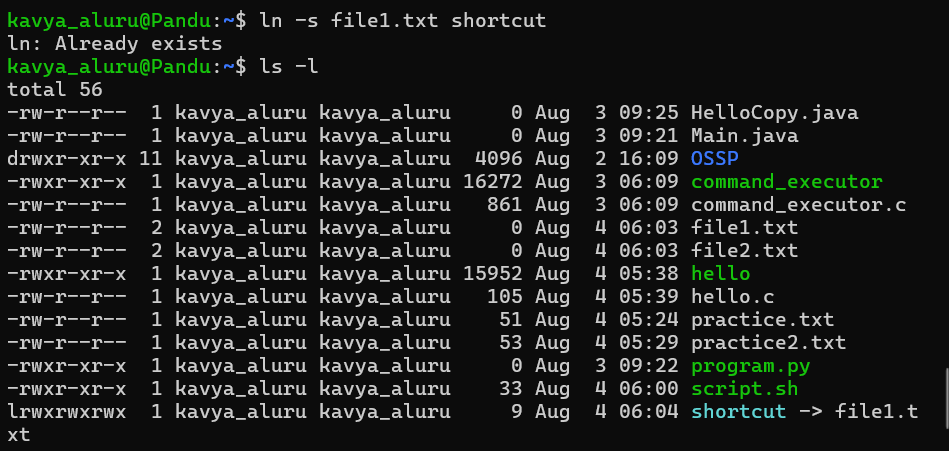 kavya_aluru@Pandu:~$ ln -s file1.txt shortcut
ln: Already exists
kavya_aluru@Pandu:~$ ls -l
total 56
-rw-r--r--  1 kavya_aluru kavya_aluru     0 Aug  3 09:25 HelloCopy.java
-rw-r--r--  1 kavya_aluru kavya_aluru     0 Aug  3 09:21 Main.java
drwxr-xr-x 11 kavya_aluru kavya_aluru  4096 Aug  2 16:09 OSSP
-rwxr-xr-x  1 kavya_aluru kavya_aluru 16272 Aug  3 06:09 command_executor
-rw-r--r--  1 kavya_aluru kavya_aluru   861 Aug  3 06:09 command_executor.c
-rw-r--r--  2 kavya_aluru kavya_aluru     0 Aug  4 06:03 file1.txt
-rw-r--r--  2 kavya_aluru kavya_aluru     0 Aug  4 06:03 file2.txt
-rwxr-xr-x  1 kavya_aluru kavya_aluru 15952 Aug  4 05:38 hello
-rw-r--r--  1 kavya_aluru kavya_aluru   105 Aug  4 05:39 hello.c
-rw-r--r--  1 kavya_aluru kavya_aluru    51 Aug  4 05:24 practice.txt
-rw-r--r--  1 kavya_aluru kavya_aluru    53 Aug  4 05:29 practice2.txt
-rwxr-xr-x  1 kavya_aluru kavya_aluru     0 Aug  3 09:22 program.py
-rwxr-xr-x  1 kavya_aluru kavya_aluru    33 Aug  4 06:00 script.sh
lrwxrwxrwx  1 kavya_aluru kavya_aluru     9 Aug  4 06:04 shortcut -> file1.t
xt